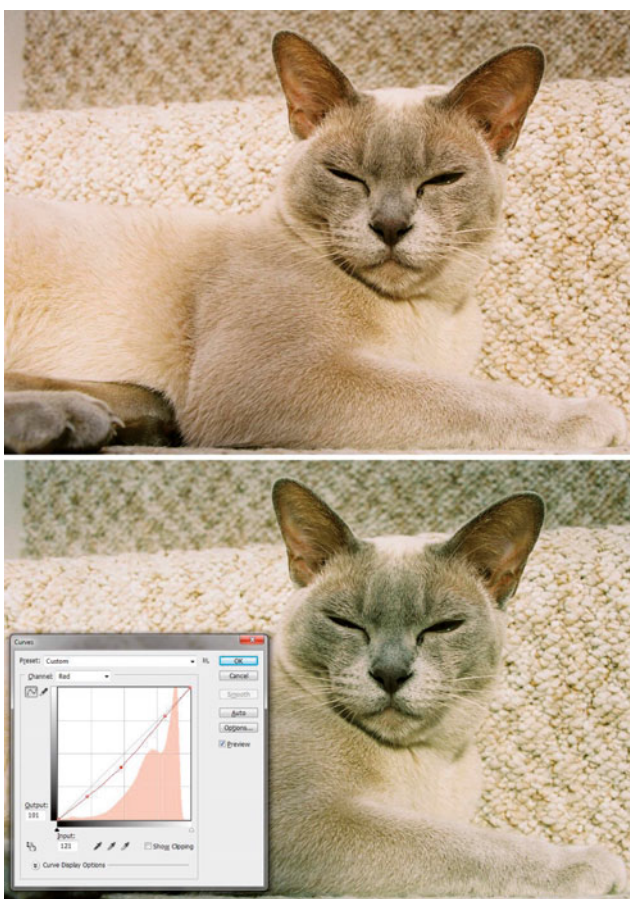 Curves
Preset: Custom
OK
Channel: Red
Cancel
Smooth
Auto
Options...
Preview
Output:
101
Input:
121
Show Clipping
Curve Display Options